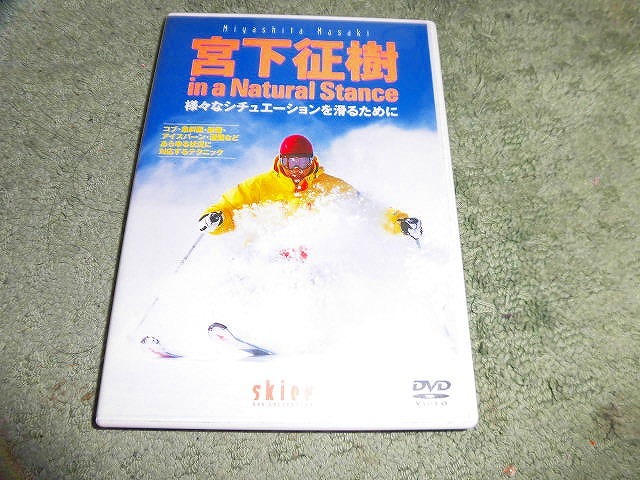 Miyashita Masaki
宮下征樹
in a Natural Stance
様々なシチュエーションを滑るために
コブ・急斜面・深雪・
アイスバーン・湿雪など
あらゆる状況に
対応するテクニック
skier
DVD
VIDEO